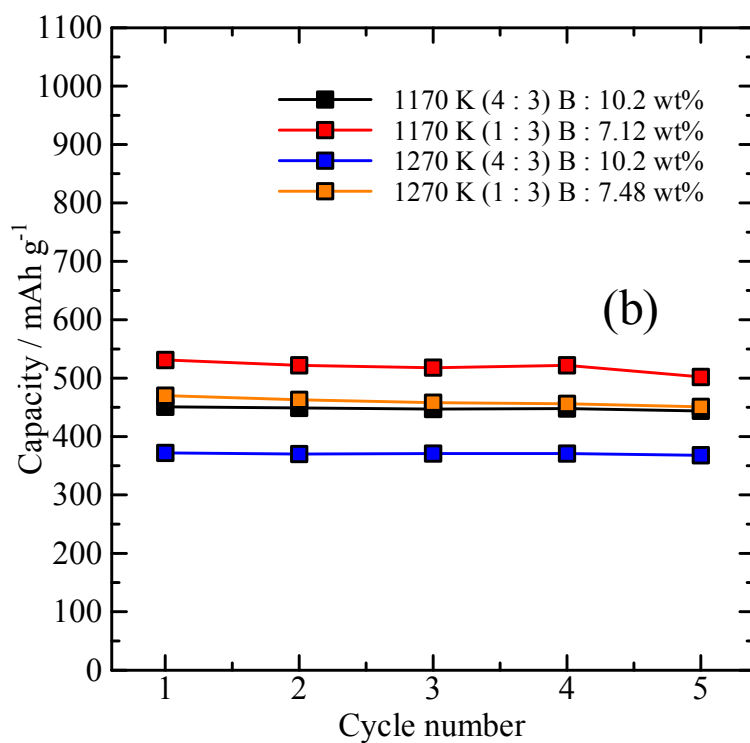 1100
1000
900
800
700
600
500
400
300
200
100
0
Capacity / mAh g⁻¹
1170 K (4 : 3) B : 10.2 wt%
1170 K (1 : 3) B : 7.12 wt%
1270 K (4 : 3) B : 10.2 wt%
1270 K (1 : 3) B : 7.48 wt%
(b)
1 2 3 4 5
Cycle number